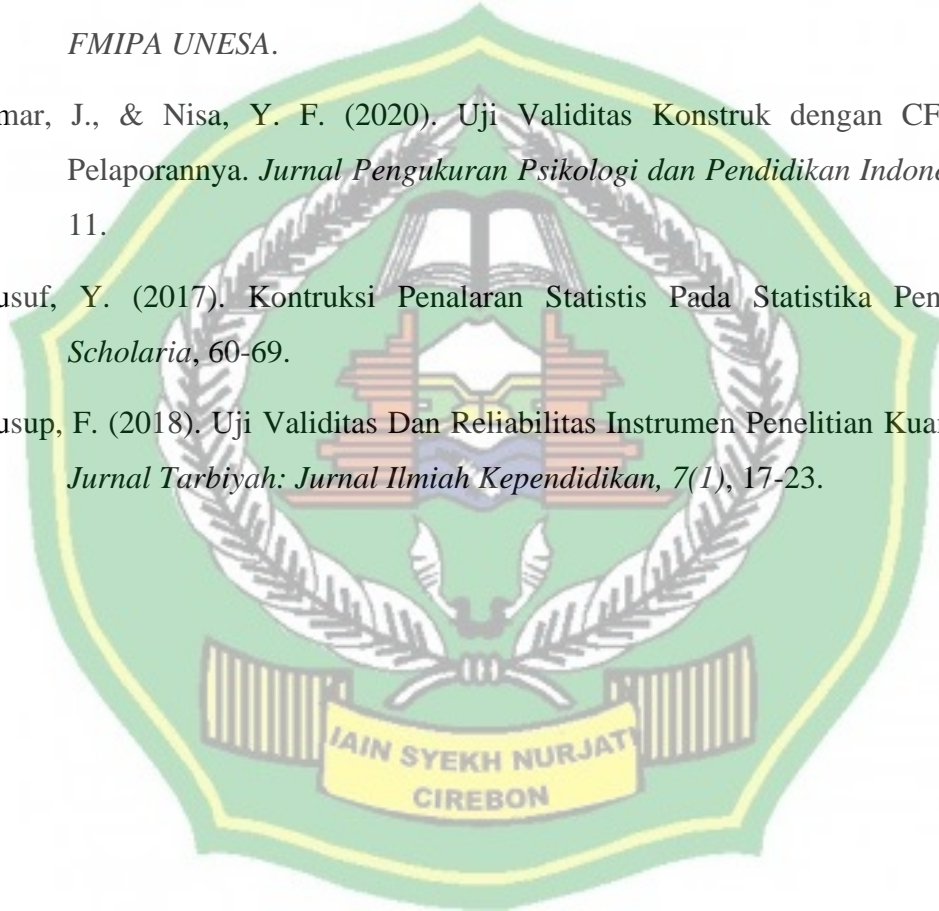 FMIPA UNESA.
mar, J., & Nisa, Y. F. (2020). Uji Validitas Konstruk dengan CF
Pelaporannya. Jurnal Pengukuran Psikologi dan Pendidikan Indone
11.
usuf, Y. (2017). Kontruksi Penalaran Statistis Pada Statistika Pen
Scholaria, 60-69.
usup, F. (2018). Uji Validitas Dan Reliabilitas Instrumen Penelitian Kua
Jurnal Tarbiyah: Jurnal Ilmiah Kependidikan, 7(1), 17-23.
IAIN SYEKH NURJATI
CIREBON